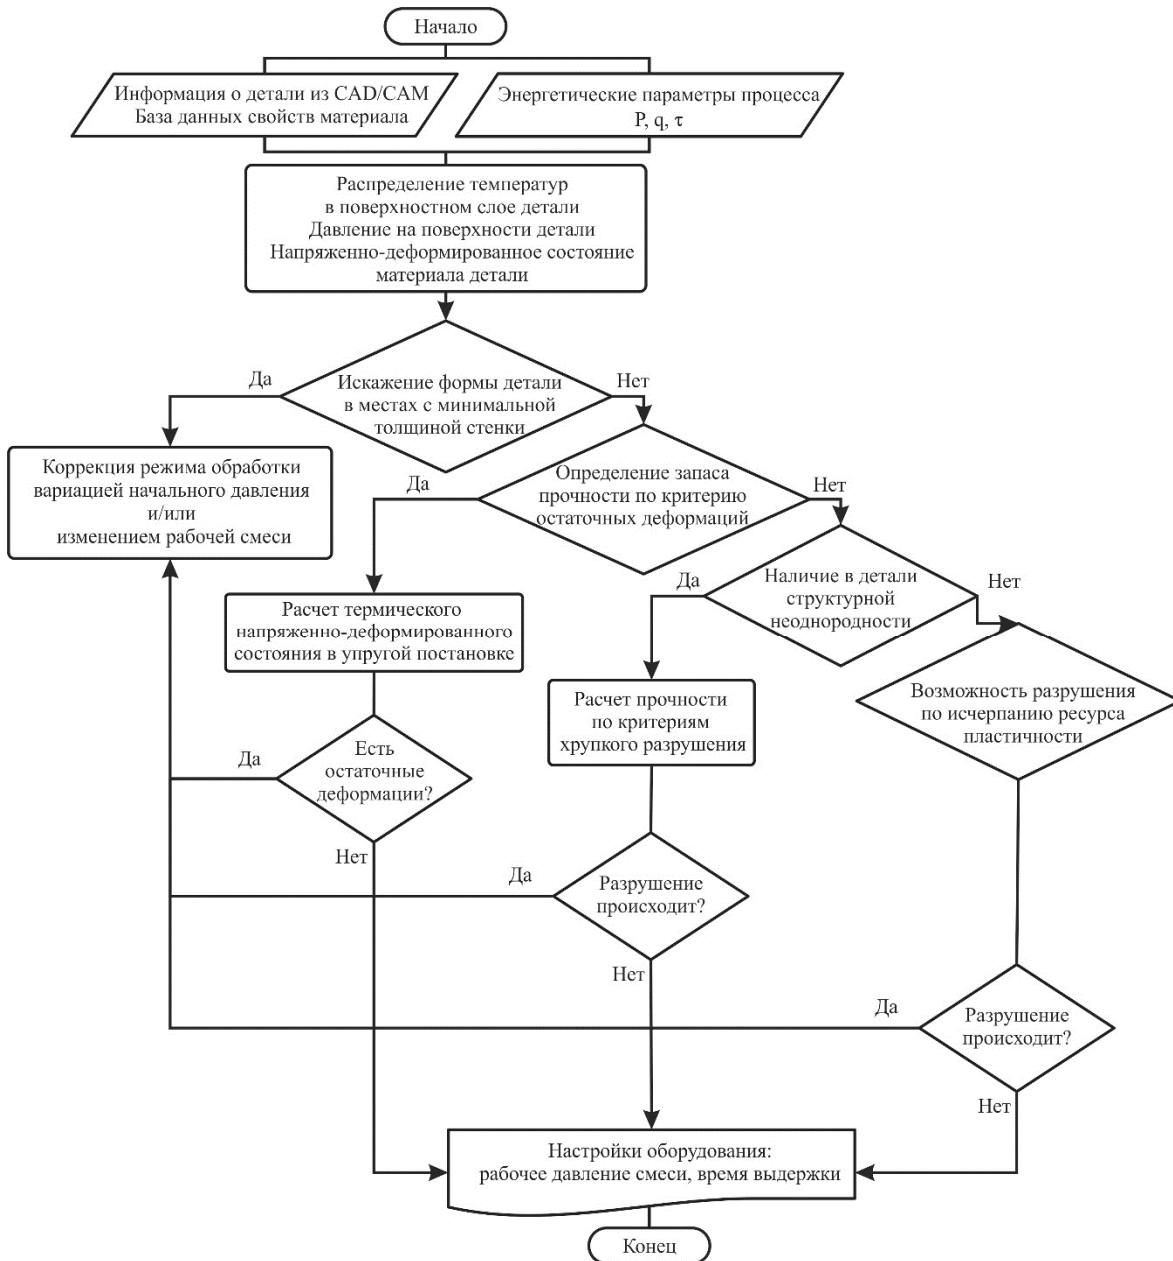 Начало
Информация о детали из CAD/CAM
База данных свойств материала
Энергетические параметры процесса
P, q, τ
Распределение температур
в поверхностном слое детали
Давление на поверхности детали
Напряженно-деформированное состояние
материала детали
Да
Искажение формы детали
в местах с минимальной
толщиной стенки
Нет
Коррекция режима обработки
вариацией начального давления
и/или
изменением рабочей смеси
Да
Определение запаса
прочности по критерию
остаточных деформаций
Нет
Да
Наличие в детали
структурной
неоднородности
Нет
Расчет термического
напряженно-деформированного
состояния в упругой постановке
Расчет прочности
по критериям
хрупкого разрушения
Возможность разрушения
по исчерпанию ресурса
пластичности
Да
Есть
остаточные
деформации?
Нет
Да
Разрушение
происходит?
Нет
Да
Разрушение
происходит?
Нет
Настройки оборудования:
рабочее давление смеси, время выдержки
Конец